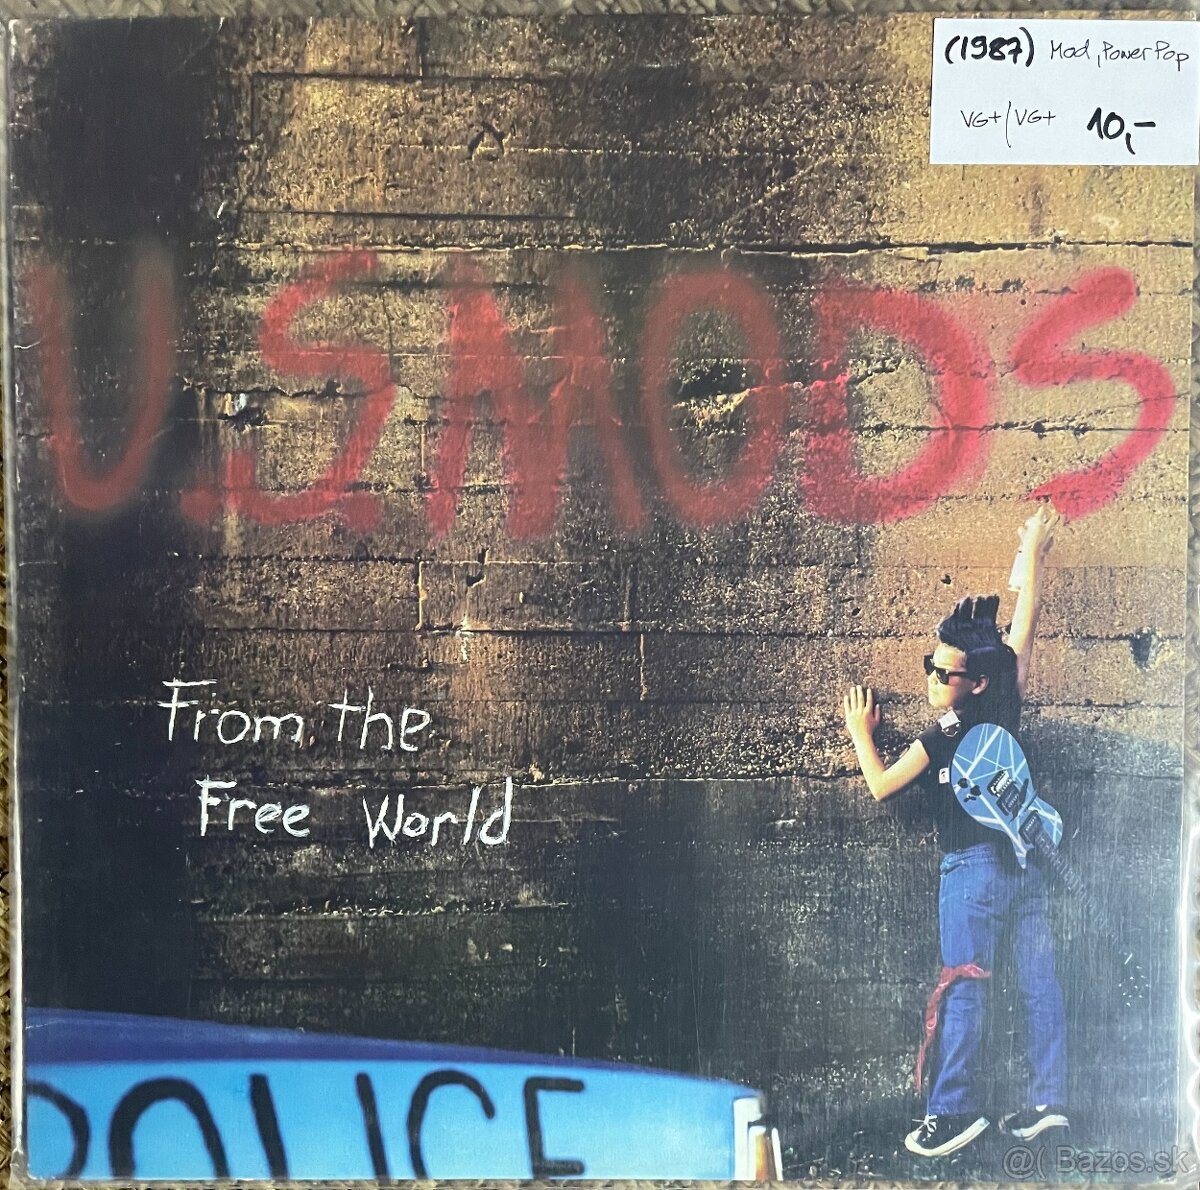 (1987) Mod, Power Pop
VG+/VG+ 10,-
U.S.MODS
From the
Free World
POLICE
@( Bazos.sk